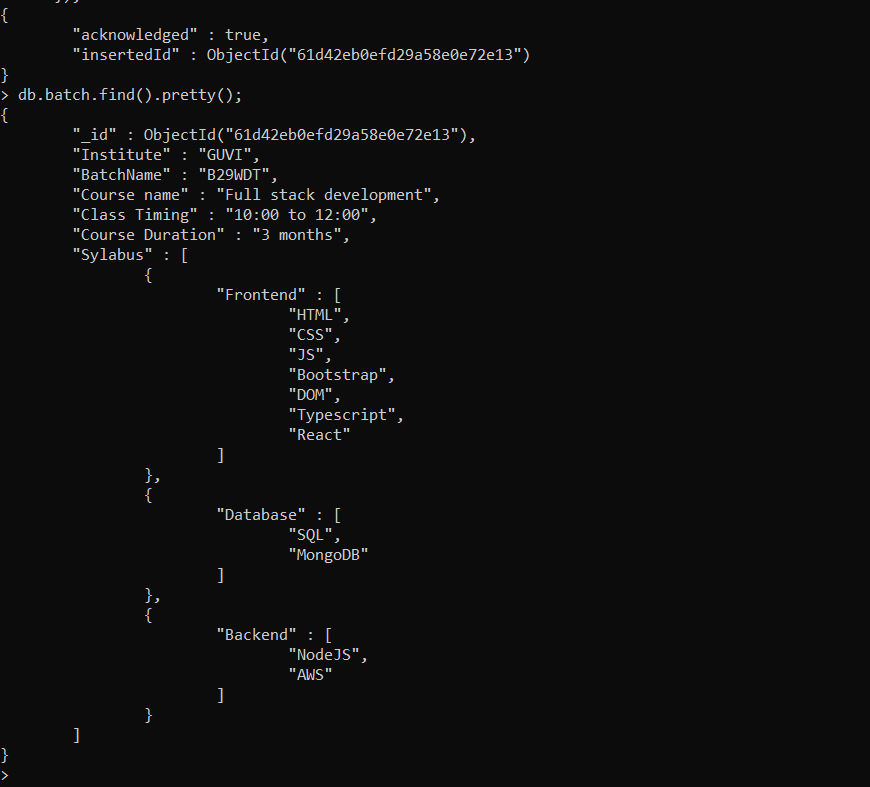 {
"acknowledged" : true,
"insertedId" : ObjectId("61d42eb0efd29a58e0e72e13")
}
> db.batch.find().pretty();
{
"_id" : ObjectId("61d42eb0efd29a58e0e72e13"),
"Institute" : "GUVI",
"BatchName" : "B29WDT",
"Course name" : "Full stack development",
"Class Timing" : "10:00 to 12:00",
"Course Duration" : "3 months",
"Sylabus" : [
{
"Frontend" : [
"HTML",
"CSS",
"JS",
"Bootstrap",
"DOM",
"Typescript",
"React"
]
},
{
"Database" : [
"SQL",
"MongoDB"
]
},
{
"Backend" : [
"NodeJS",
"AWS"
]
}
]
}
>